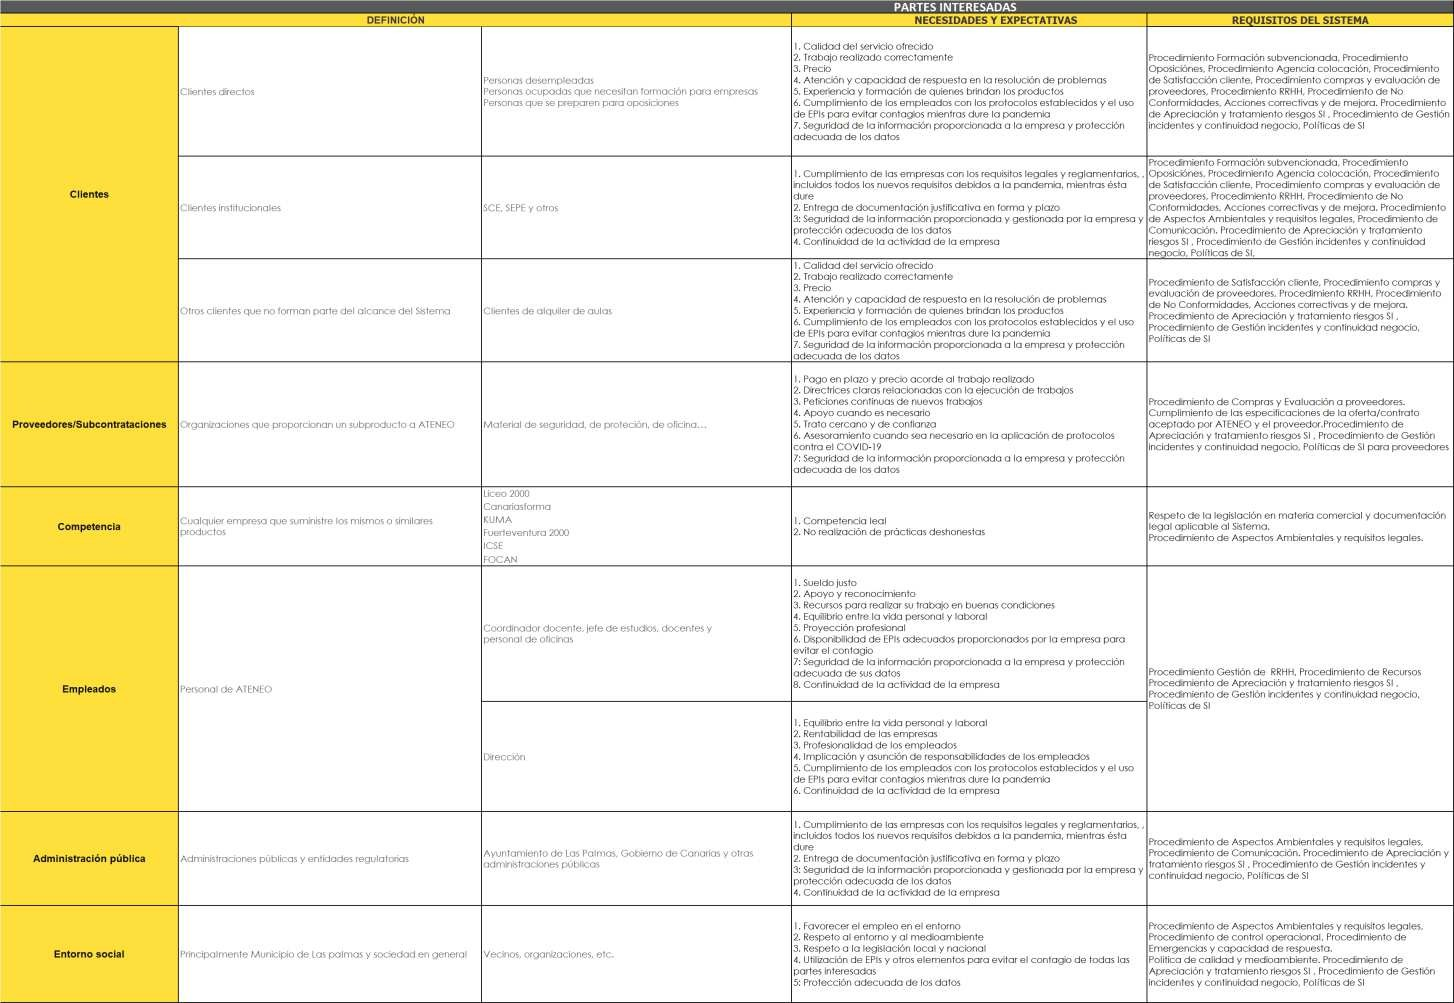 PARTES INTERESADAS
DEFINICIÓN
NECESIDADES Y EXPECTATIVAS
REQUISITOS DEL SISTEMA
Clientes
Clientes directos
Personas desempleadas
Personas ocupadas que necesitan formación para empresas
Personas que se preparen para oposiciones
1. Calidad del servicio ofrecido
2. Trabajo realizado correctamente
3. Precio
4. Atención y capacidad de respuesta en la resolución de problemas
5. Experiencia y formación de quienes brindan los productos
6. Cumplimiento de los empleados con los protocolos establecidos y el uso
de EPIs para evitar contagios mientras dure la pandemia
7. Seguridad de la información proporcionada a la empresa y protección
adecuada de los datos
Procedimiento Formación subvencionada, Procedimiento
Oposiciónes, Procedimiento Agencia colocación, Procedimiento
de Satisfacción cliente, Procedimiento compras y evaluación de
proveedores, Procedimiento RRHH, Procedimiento de No
Conformidades, Acciones correctivas y de mejora. Procedimiento
de Apreciación y tratamiento riesgos SI , Procedimiento de Gestión
incidentes y continuidad negocio, Políticas de SI
Clientes institucionales
SCE, SEPE y otros
1. Cumplimiento de las empresas con los requisitos legales y reglamentarios, ,
incluidos todos los nuevos requisitos debidos a la pandemia, mientras ésta
dure
2. Entrega de documentación justificativa en forma y plazo
3: Seguridad de la información proporcionada y gestionada por la empresa y
protección adecuada de los datos
4. Continuidad de la actividad de la empresa
Procedimiento Formación subvencionada, Procedimiento
Oposiciónes, Procedimiento Agencia colocación, Procedimiento
de Satisfacción cliente, Procedimiento compras y evaluación de
proveedores, Procedimiento RRHH, Procedimiento de No
Conformidades, Acciones correctivas y de mejora. Procedimiento
de Aspectos Ambientales y requisitos legales, Procedimiento de
Comunicación. Procedimiento de Apreciación y tratamiento
riesgos SI , Procedimiento de Gestión incidentes y continuidad
negocio, Políticas de SI,
Otros clientes que no forman parte del alcance del Sistema
Clientes de alquiler de aulas
1. Calidad del servicio ofrecido
2. Trabajo realizado correctamente
3. Precio
4. Atención y capacidad de respuesta en la resolución de problemas
5. Experiencia y formación de quienes brindan los productos
6. Cumplimiento de los empleados con los protocolos establecidos y el uso
de EPIs para evitar contagios mientras dure la pandemia
7. Seguridad de la información proporcionada a la empresa y protección
adecuada de los datos
Procedimiento de Satisfacción cliente, Procedimiento compras y
evaluación de proveedores, Procedimiento RRHH, Procedimiento
de No Conformidades, Acciones correctivas y de mejora.
Procedimiento de Apreciación y tratamiento riesgos SI ,
Procedimiento de Gestión incidentes y continuidad negocio,
Políticas de SI
Proveedores/Subcontrataciones
Organizaciones que proporcionan un subproducto a ATENEO
Material de seguridad, de proteción, de oficina…
1. Pago en plazo y precio acorde al trabajo realizado
2. Directrices claras relacionadas con la ejecución de trabajos
3. Peticiones continuas de nuevos trabajos
4. Apoyo cuando es necesario
5. Trato cercano y de confianza
6. Asesoramiento cuando sea necesario en la aplicación de protocolos
contra el COVID-19
7: Seguridad de la información proporcionada a la empresa y protección
adecuada de los datos
Procedimiento de Compras y Evaluación a proveedores.
Cumplimiento de las especificaciones de la oferta/contrato
aceptado por ATENEO y el proveedor.Procedimiento de
Apreciación y tratamiento riesgos SI , Procedimiento de Gestión
incidentes y continuidad negocio, Políticas de SI para proveedores
Competencia
Cualquier empresa que suministre los mismos o similares
productos
Liceo 2000
Canariasforma
KUMA
Fuerteventura 2000
ICSE
FOCAN
1. Competencia leal
2. No realización de prácticas deshonestas
Respeto de la legislación en materia comercial y documentación
legal aplicable al Sistema.
Procedimiento de Aspectos Ambientales y requisitos legales.
Empleados
Personal de ATENEO
Coordinador docente, jefe de estudios, docentes y
personal de oficinas
1. Sueldo justo
2. Apoyo y reconocimiento
3. Recursos para realizar su trabajo en buenas condiciones
4. Equilibrio entre la vida personal y laboral
5. Proyección profesional
6. Disponibilidad de EPIs adecuados proporcionados por la empresa para
evitar el contagio
7: Seguridad de la información proporcionada a la empresa y protección
adecuada de sus datos
8. Continuidad de la actividad de la empresa
Procedimiento Gestión de  RRHH, Procedimiento de Recursos
Procedimiento de Apreciación y tratamiento riesgos SI ,
Procedimiento de Gestión incidentes y continuidad negocio,
Políticas de SI
Dirección
1. Equilibrio entre la vida personal y laboral
2. Rentabilidad de las empresas
3. Profesionalidad de los empleados
4. Implicación y asunción de responsabilidades de los empleados
5. Cumplimiento de los empleados con los protocolos establecidos y el uso
de EPIs para evitar contagios mientras dure la pandemia
6. Continuidad de la actividad de la empresa
Administración pública
Administraciones públicas y entidades regulatorias
Ayuntamiento de Las Palmas, Gobierno de Canarias y otras
administraciones públicas
1. Cumplimiento de las empresas con los requisitos legales y reglamentarios, ,
incluidos todos los nuevos requisitos debidos a la pandemia, mientras ésta
dure
2. Entrega de documentación justificativa en forma y plazo
3: Seguridad de la información proporcionada y gestionada por la empresa y
protección adecuada de los datos
4. Continuidad de la actividad de la empresa
Procedimiento de Aspectos Ambientales y requisitos legales,
Procedimiento de Comunicación. Procedimiento de Apreciación y
tratamiento riesgos SI , Procedimiento de Gestión incidentes y
continuidad negocio, Políticas de SI
Entorno social
Principalmente Municipio de Las palmas y sociedad en general
Vecinos, organizaciones, etc.
1. Favorecer el empleo en el entorno
2. Respeto al entorno y al medioambiente
3. Respeto a la legislación local y nacional
4. Utilización de EPIs y otros elementos para evitar el contagio de todas las
partes interesadas
5: Protección adecuada de los datos
Procedimiento de Aspectos Ambientales y requisitos legales,
Procedimiento de control operacional, Procedimiento de
Emergencias y capacidad de respuesta.
Política de calidad y medioambiente. Procedimiento de
Apreciación y tratamiento riesgos SI , Procedimiento de Gestión
incidentes y continuidad negocio, Políticas de SI